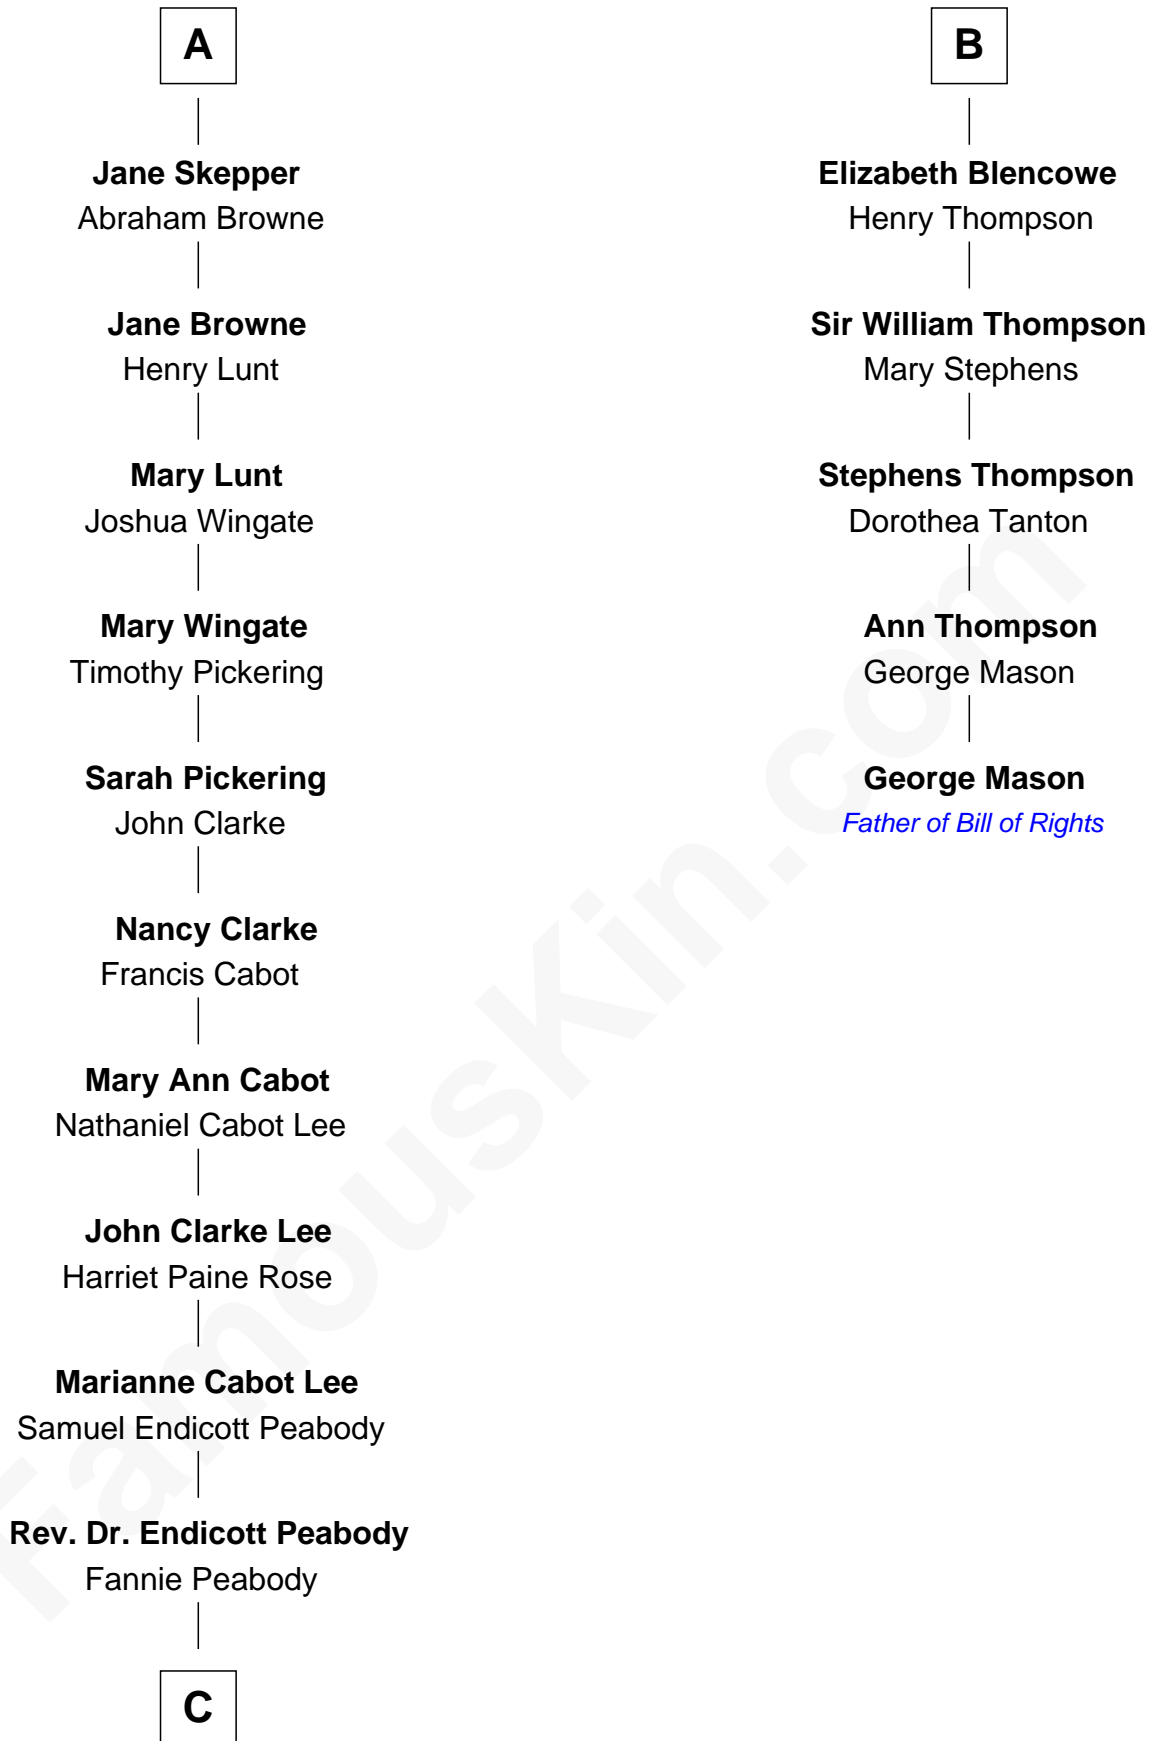 A
Jane Skepper
Abraham Browne
Jane Browne
Henry Lunt
Mary Lunt
Joshua Wingate
Mary Wingate
Timothy Pickering
Sarah Pickering
John Clarke
Nancy Clarke
Francis Cabot
Mary Ann Cabot
Nathaniel Cabot Lee
John Clarke Lee
Harriet Paine Rose
Marianne Cabot Lee
Samuel Endicott Peabody
Rev. Dr. Endicott Peabody
Fannie Peabody
C
B
Elizabeth Blencowe
Henry Thompson
Sir William Thompson
Mary Stephens
Stephens Thompson
Dorothea Tanton
Ann Thompson
George Mason
George Mason
Father of Bill of Rights
FamousKin.com